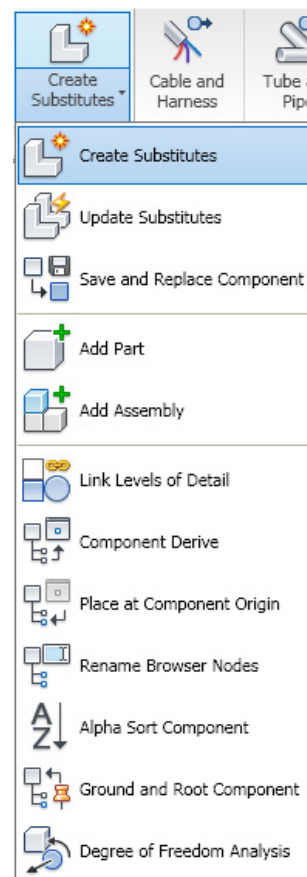 Create
Substitutes
Cable and
Harness
Tube
Create Substitutes
Update Substitutes
Save and Replace Component
Add Part
Add Assembly
Link Levels of Detail
Component Derive
Place at Component Origin
Rename Browser Nodes
A
Z
Alpha Sort Component
Ground and Root Component
Degree of Freedom Analysis